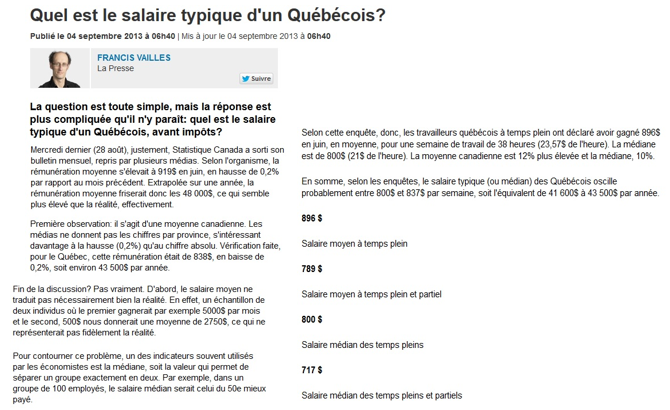 Quel est le salaire typique d'un Québécois?
Publié le 04 septembre 2013 à 06h40 | Mis à jour le 04 septembre 2013 à 06h40
FRANCIS VAILLES
La Presse
Suivre
La question est toute simple, mais la réponse est
plus compliquée qu'il n'y paraît: quel est le salaire
typique d'un Québécois, avant impôts?
Mercredi dernier (28 août), justement, Statistique Canada a sorti son
bulletin mensuel, repris par plusieurs médias. Selon l'organisme, la
rémunération moyenne s'élevait à 919$ en juin, en hausse de 0,2%
par rapport au mois précédent. Extrapolée sur une année, la
rémunération moyenne friserait donc les 48 000$, ce qui semble
plus élevé que la réalité, effectivement.
Première observation: il s'agit d'une moyenne canadienne. Les
médias ne donnent pas les chiffres par province, s'intéressant
davantage à la hausse (0,2%) qu'au chiffre absolu. Vérification faite,
pour le Québec, cette rémunération était de 838$, en baisse de
0,2%, soit environ 43 500$ par année.
Fin de la discussion? Pas vraiment. D'abord, le salaire moyen ne
traduit pas nécessairement bien la réalité. En effet, un échantillon de
deux individus où le premier gagnerait par exemple 5000$ par mois
et le second, 500$ nous donnerait une moyenne de 2750$, ce qui ne
représenterait pas fidèlement la réalité.
Pour contourner ce problème, un des indicateurs souvent utilisés
par les économistes est la médiane, soit la valeur qui permet de
séparer un groupe exactement en deux. Par exemple, dans un
groupe de 100 employés, le salaire médian serait celui du 50e mieux
payé.
Selon cette enquête, donc, les travailleurs québécois à temps plein ont déclaré avoir gagné 896$
en juin, en moyenne, pour une semaine de travail de 38 heures (23,57$ de l'heure). La médiane
est de 800$ (21$ de l'heure). La moyenne canadienne est 12% plus élevée et la médiane, 10%.
En somme, selon les enquêtes, le salaire typique (ou médian) des Québécois oscille
probablement entre 800$ et 837$ par semaine, soit l'équivalent de 41 600$ à 43 500$ par année.
896 $
Salaire moyen à temps plein
789 $
Salaire moyen à temps plein et partiel
800 $
Salaire médian des temps pleins
717 $
Salaire médian des temps pleins et partiels